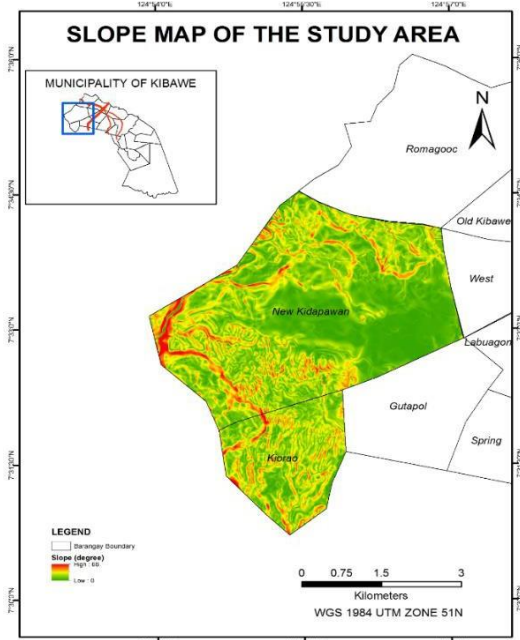 SLOPE MAP OF THE STUDY AREA
MUNICIPALITY OF KIBAWE
N
Romagooc
Old Kibawe
West
New Kidapawan
Labuagon
Gutapol
Spring
Kiorao
LEGEND
Barangay Boundary
Slope (degree)
High :
Low : 0
0 0.75 1.5 3
Kilometers
WGS 1984 UTM ZONE 51N